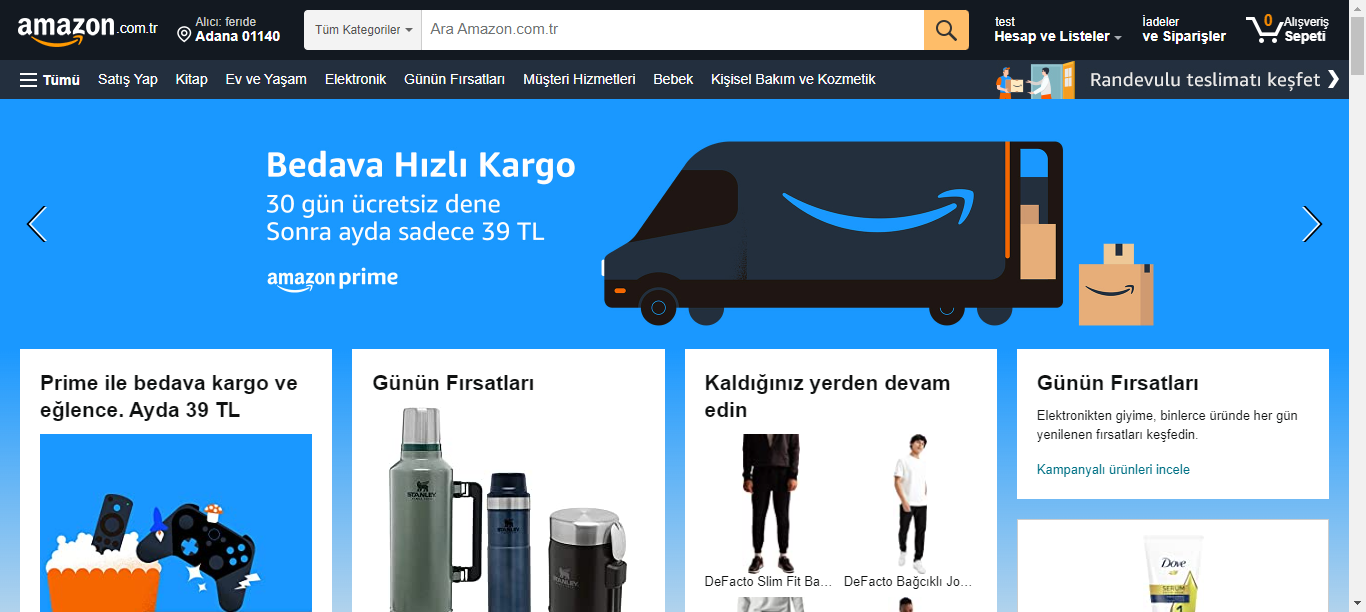 amazon.com.tr
Alıcı: feride
Adana 01140
Tüm Kategoriler
Ara Amazon.com.tr
test
Hesap ve Listeler
İadeler
ve Siparişler
0
Alışveriş
Sepeti
Tümü
Satış Yap
Kitap
Ev ve Yaşam
Elektronik
Günün Fırsatları
Müşteri Hizmetleri
Bebek
Kişisel Bakım ve Kozmetik
Randevulu teslimatı keşfet
Bedava Hızlı Kargo
30 gün ücretsiz dene
Sonra ayda sadece 39 TL
amazon prime
Prime ile bedava kargo ve
eğlence. Ayda 39 TL
Günün Fırsatları
STANLEY
STANLEY
STANLEY
Kaldığınız yerden devam
edin
DeFacto Slim Fit Ba...
DeFacto Bağcıklı Jo...
Günün Fırsatları
Elektronikten giyime, binlerce üründe her gün
yenilenen fırsatları keşfedin.
Kampanyalı ürünleri incele
Dove
SERUM
1